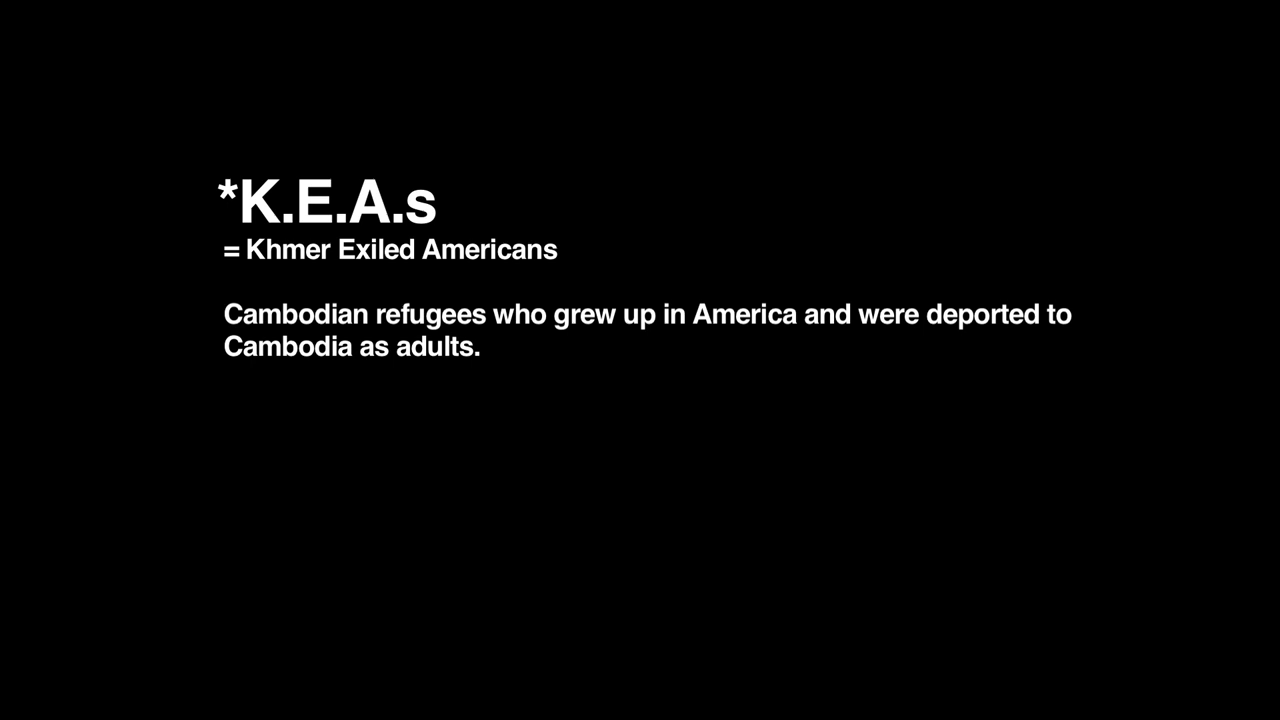 *K.E.A.s
= Khmer Exiled Americans
Cambodian refugees who grew up in America and were deported to
Cambodia as adults.